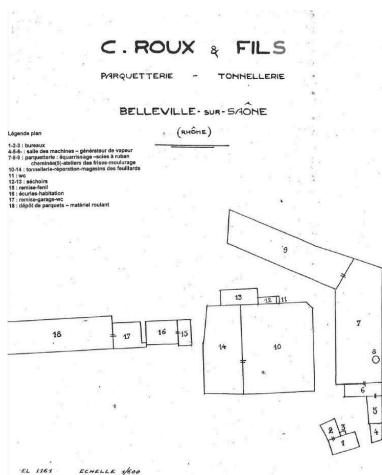 C. ROUX & FILS
PARQUETTERIE - TONNELLERIE
BELLEVILLE-SUR-SAÔNE
(RHÔNE)
Légende plan
1-2-3 : bureaux
4-5-6- : salle des machines – générateur de vapeur
7-8-9 : parquetterie : équarrissage –scies à ruban
cheminée(8)-ateliers des frises-moulurage
10-14 : tonnellerie-réparation-magasins des feuillards
11 : wc
12-13 : séchoirs
15 : remise-fenil
16 : écuries-habitation
17 : remise-garage-wc
18 : dépôt de parquets – matériel roulant
9
13
12
11
7
18
17
16
15
14
10
8
6
5
2
3
1
4
EL 1961 ECHELLE 1/400